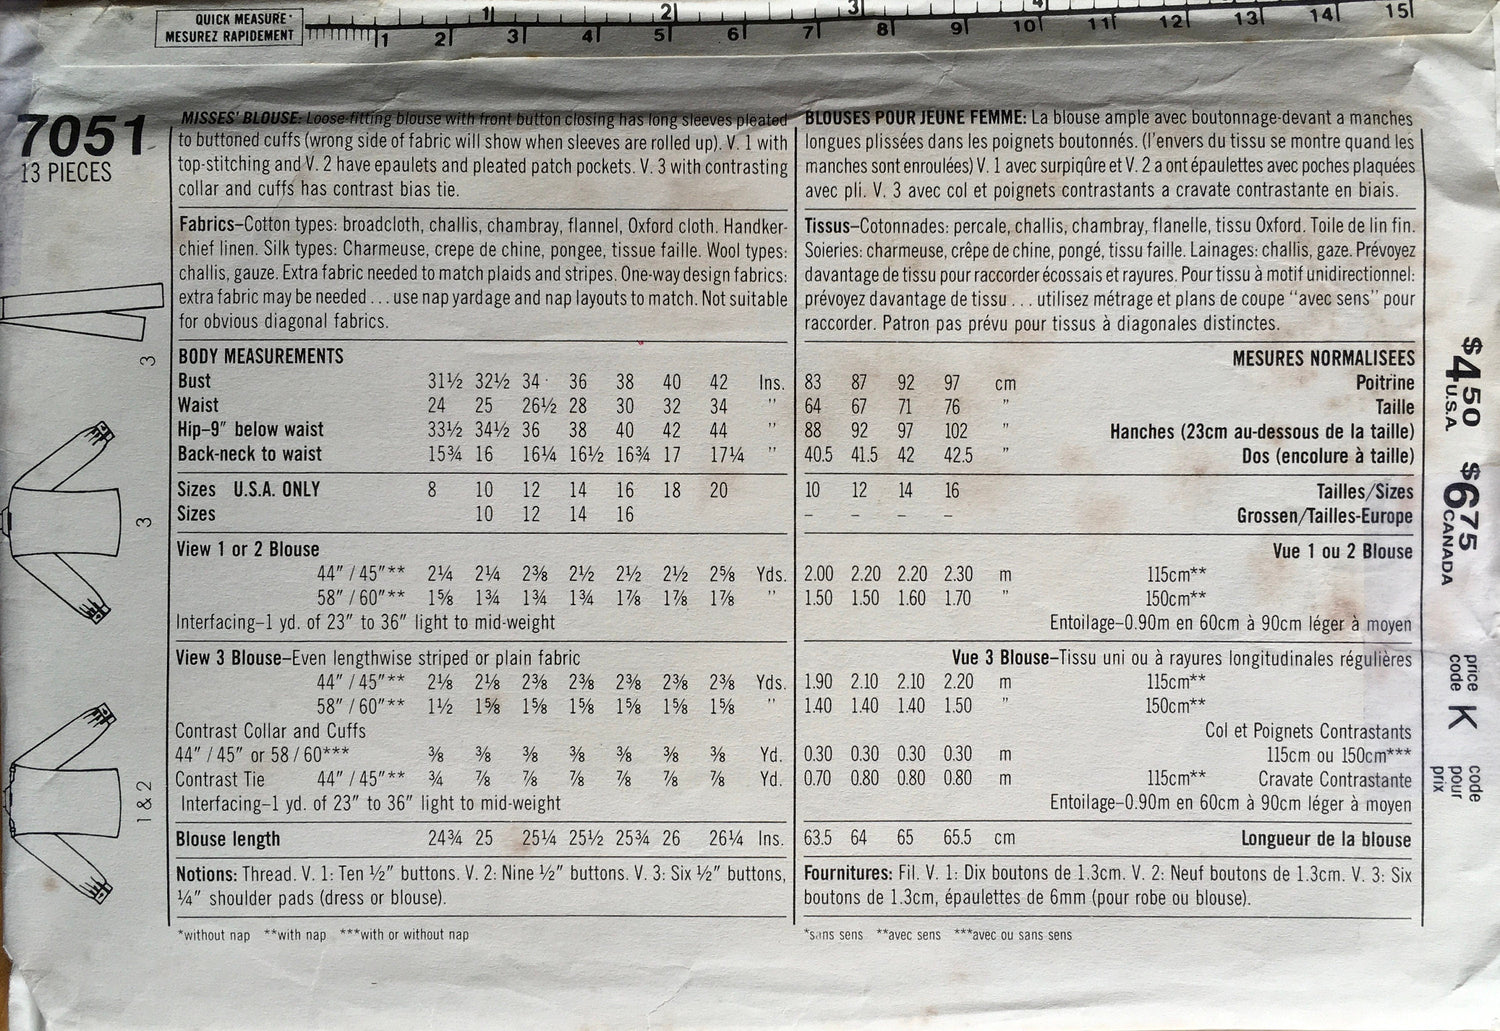 QUICK MEASURE•
MESUREZ RAPIDEMENT
1 2 3 4
1 2 3 4 5 6 7 8 9 10 11 12 13 14 15
7051
13 PIECES
MISSES' BLOUSE: Loose-fitting blouse with front button closing has long sleeves pleated
to buttoned cuffs (wrong side of fabric will show when sleeves are rolled up). V. 1 with
top-stitching and V. 2 have epaulets and pleated patch pockets. V. 3 with contrasting
collar and cuffs has contrast bias tie.
Fabrics–Cotton types: broadcloth, challis, chambray, flannel, Oxford cloth. Handker-
chief linen. Silk types: Charmeuse, crepe de chine, pongee, tissue faille. Wool types:
challis, gauze. Extra fabric needed to match plaids and stripes. One-way design fabrics:
extra fabric may be needed . . . use nap yardage and nap layouts to match. Not suitable
for obvious diagonal fabrics.
BODY MEASUREMENTS
Bust 31½ 32½ 34 36 38 40 42 Ins.
Waist 24 25 26½ 28 30 32 34 ”
Hip–9″ below waist 33½ 34½ 36 38 40 42 44 ”
Back-neck to waist 15¾ 16 16¼ 16½ 16¾ 17 17¼ ”
Sizes U.S.A. ONLY 8 10 12 14 16 18 20
Sizes 10 12 14 16
View 1 or 2 Blouse
44″ / 45″** 2¼ 2¼ 2⅜ 2½ 2½ 2½ 2⅝ Yds.
58″ / 60″** 1⅝ 1¾ 1¾ 1¾ 1⅞ 1⅞ 1⅞ ”
Interfacing–1 yd. of 23″ to 36″ light to mid-weight
View 3 Blouse–Even lengthwise striped or plain fabric
44″ / 45″** 2⅛ 2⅛ 2⅜ 2⅜ 2⅜ 2⅜ 2⅜ Yds.
58″ / 60″** 1½ 1⅝ 1⅝ 1⅝ 1⅝ 1⅝ 1⅝ ”
Contrast Collar and Cuffs
44″ / 45″ or 58 / 60*** ⅜ ⅜ ⅜ ⅜ ⅜ ⅜ ⅜ Yd.
Contrast Tie 44″ / 45″** ¾ ⅞ ⅞ ⅞ ⅞ ⅞ ⅞ Yd.
Interfacing–1 yd. of 23″ to 36″ light to mid-weight
Blouse length 24¾ 25 25¼ 25½ 25¾ 26 26¼ Ins.
Notions: Thread. V. 1: Ten ½″ buttons. V. 2: Nine ½″ buttons. V. 3: Six ½″ buttons,
¼″ shoulder pads (dress or blouse).
*without nap **with nap ***with or without nap
BLOUSES POUR JEUNE FEMME: La blouse ample avec boutonnage-devant a manches
longues plissées dans les poignets boutonnés. (l'envers du tissu se montre quand les
manches sont enroulées) V. 1 avec surpiqûre et V. 2 a ont épaulettes avec poches plaquées
avec pli. V. 3 avec col et poignets contrastants a cravate contrastante en biais.
Tissus–Cotonnades: percale, challis, chambray, flanelle, tissu Oxford. Toile de lin fin.
Soieries: charmeuse, crêpe de chine, pongé, tissu faille. Lainages: challis, gaze. Prévoyez
davantage de tissu pour raccorder écossais et rayures. Pour tissu à motif unidirectionnel:
prévoyez davantage de tissu . . . utilisez métrage et plans de coupe “avec sens” pour
raccorder. Patron pas prévu pour tissus à diagonales distinctes.
MESURES NORMALISEES
83 87 92 97 cm Poitrine
64 67 71 76 ” Taille
88 92 97 102 ” Hanches (23cm au-dessous de la taille)
40.5 41.5 42 42.5 ” Dos (encolure à taille)
10 12 14 16 Tailles/Sizes
– – – – Grossen/Tailles-Europe
Vue 1 ou 2 Blouse
2.00 2.20 2.20 2.30 m 115cm**
1.50 1.50 1.60 1.70 ” 150cm**
Entoilage–0.90m en 60cm à 90cm léger à moyen
Vue 3 Blouse–Tissu uni ou à rayures longitudinales régulières
1.90 2.10 2.10 2.20 m 115cm**
1.40 1.40 1.40 1.50 ” 150cm**
Col et Poignets Contrastants
0.30 0.30 0.30 0.30 m 115cm ou 150cm***
0.70 0.80 0.80 0.80 m 115cm** Cravate Contrastante
Entoilage–0.90m en 60cm à 90cm léger à moyen
63.5 64 65 65.5 cm Longueur de la blouse
Fournitures: Fil. V. 1: Dix boutons de 1.3cm. V. 2: Neuf boutons de 1.3cm. V. 3: Six
boutons de 1.3cm, épaulettes de 6mm (pour robe ou blouse).
*sans sens **avec sens ***avec ou sans sens
3
3
1 & 2
$4.50 U.S.A. $6.75 CANADA
price code K code pour prix